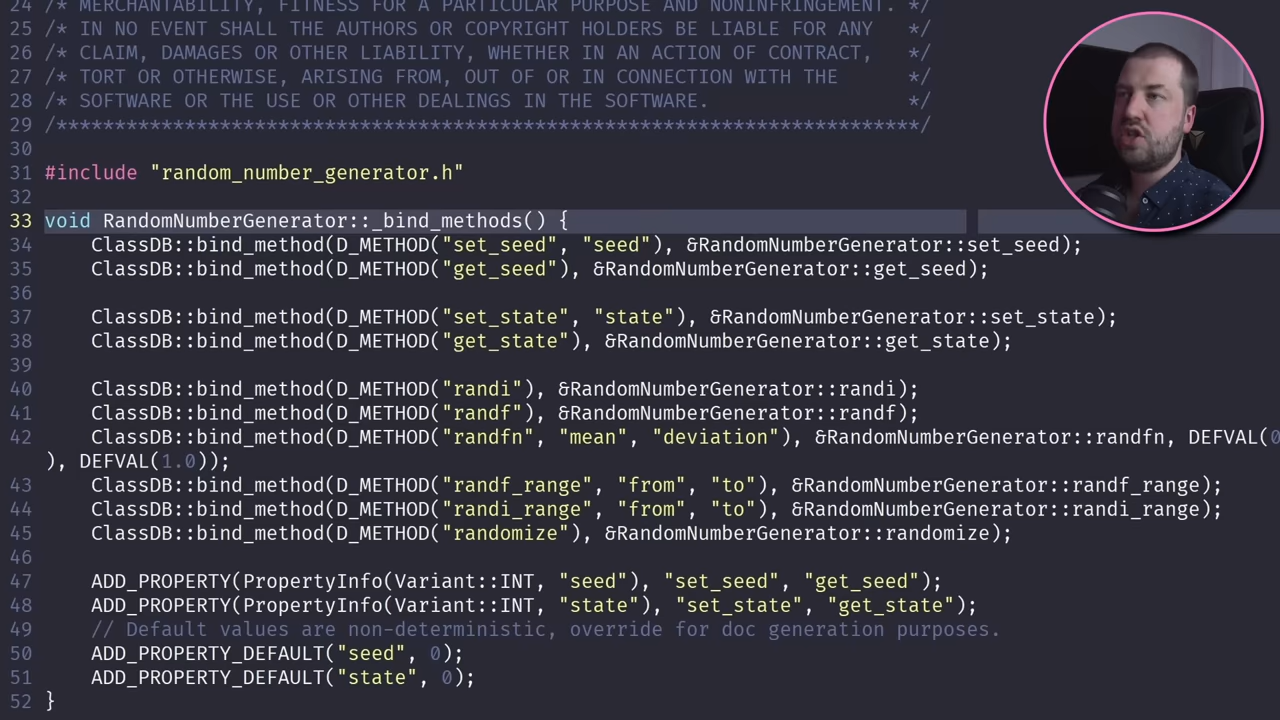 24 /* MERCHANTABILITY, FITNESS FOR A PARTICULAR PURPOSE AND NONINFRINGEMENT. */
25 /* IN NO EVENT SHALL THE AUTHORS OR COPYRIGHT HOLDERS BE LIABLE FOR ANY   */
26 /* CLAIM, DAMAGES OR OTHER LIABILITY, WHETHER IN AN ACTION OF CONTRACT,   */
27 /* TORT OR OTHERWISE, ARISING FROM, OUT OF OR IN CONNECTION WITH THE      */
28 /* SOFTWARE OR THE USE OR OTHER DEALINGS IN THE SOFTWARE.                 */
29 /**************************************************************************/
30
31 #include "random_number_generator.h"
32
33 void RandomNumberGenerator::_bind_methods() {
34     ClassDB::bind_method(D_METHOD("set_seed", "seed"), &RandomNumberGenerator::set_seed);
35     ClassDB::bind_method(D_METHOD("get_seed"), &RandomNumberGenerator::get_seed);
36
37     ClassDB::bind_method(D_METHOD("set_state", "state"), &RandomNumberGenerator::set_state);
38     ClassDB::bind_method(D_METHOD("get_state"), &RandomNumberGenerator::get_state);
39
40     ClassDB::bind_method(D_METHOD("randi"), &RandomNumberGenerator::randi);
41     ClassDB::bind_method(D_METHOD("randf"), &RandomNumberGenerator::randf);
42     ClassDB::bind_method(D_METHOD("randfn", "mean", "deviation"), &RandomNumberGenerator::randfn, DEFVAL(0
), DEFVAL(1.0));
43     ClassDB::bind_method(D_METHOD("randf_range", "from", "to"), &RandomNumberGenerator::randf_range);
44     ClassDB::bind_method(D_METHOD("randi_range", "from", "to"), &RandomNumberGenerator::randi_range);
45     ClassDB::bind_method(D_METHOD("randomize"), &RandomNumberGenerator::randomize);
46
47     ADD_PROPERTY(PropertyInfo(Variant::INT, "seed"), "set_seed", "get_seed");
48     ADD_PROPERTY(PropertyInfo(Variant::INT, "state"), "set_state", "get_state");
49     // Default values are non-deterministic, override for doc generation purposes.
50     ADD_PROPERTY_DEFAULT("seed", 0);
51     ADD_PROPERTY_DEFAULT("state", 0);
52 }